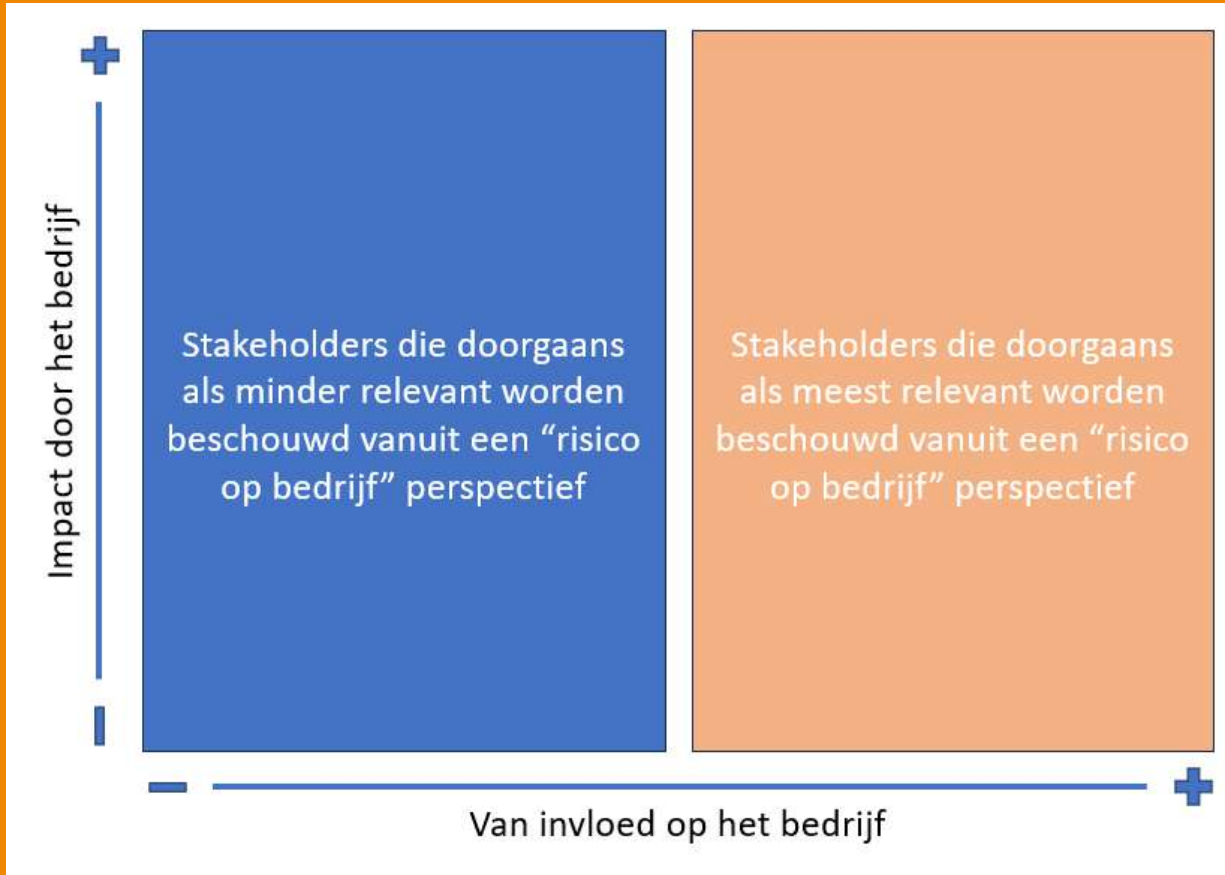 Impact door het bedrijf
Stakeholders die doorgaans
als minder relevant worden
beschouwd vanuit een “risico
op bedrijf” perspectief
Stakeholders die doorgaans
als meest relevant worden
beschouwd vanuit een “risico
op bedrijf” perspectief
Van invloed op het bedrijf